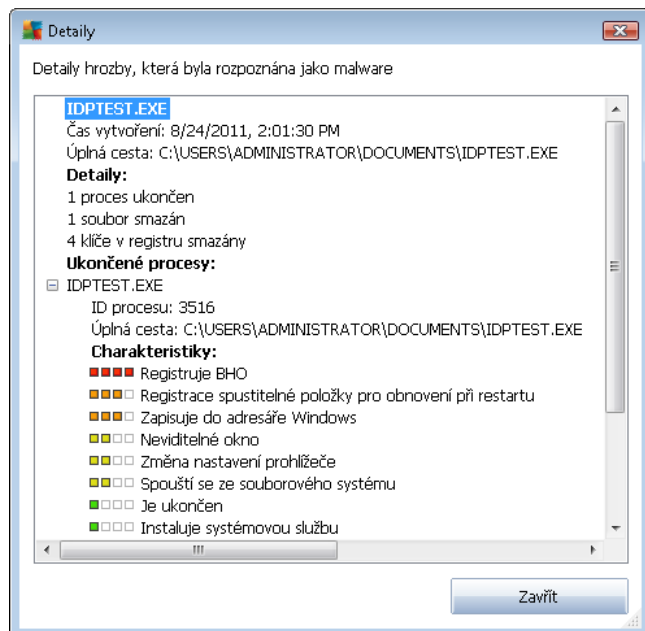 Detaily
Detaily hrozby, která byla rozpoznána jako malware
IDPTEST.EXE
Čas vytvoření: 8/24/2011, 2:01:30 PM
Úplná cesta: C:\USERS\ADMINISTRATOR\DOCUMENTS\IDPTEST.EXE
Detaily:
1 proces ukončen
1 soubor smazán
4 klíče v registru smazány
Ukončené procesy:
IDPTEST.EXE
ID procesu: 3516
Úplná cesta: C:\USERS\ADMINISTRATOR\DOCUMENTS\IDPTEST.EXE
Charakteristiky:
Registruje BHO
Registrace spustitelné položky pro obnovení při restartu
Zapisuje do adresáře Windows
Neviditelné okno
Změna nastavení prohlížeče
Spouští se ze souborového systému
Je ukončen
Instaluje systémovou službu
Zavřít